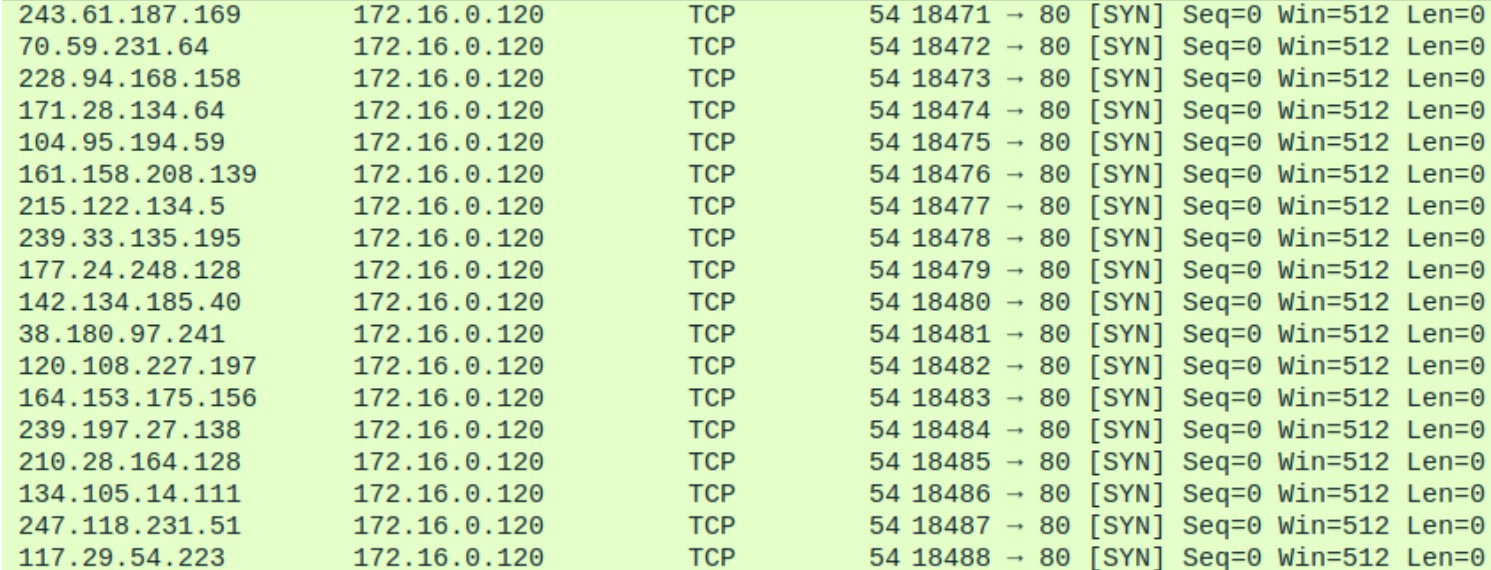 243.61.187.169 172.16.0.120 TCP 54 18471 → 80 [SYN] Seq=0 Win=512 Len=0
70.59.231.64 172.16.0.120 TCP 54 18472 → 80 [SYN] Seq=0 Win=512 Len=0
228.94.168.158 172.16.0.120 TCP 54 18473 → 80 [SYN] Seq=0 Win=512 Len=0
171.28.134.64 172.16.0.120 TCP 54 18474 → 80 [SYN] Seq=0 Win=512 Len=0
104.95.194.59 172.16.0.120 TCP 54 18475 → 80 [SYN] Seq=0 Win=512 Len=0
161.158.208.139 172.16.0.120 TCP 54 18476 → 80 [SYN] Seq=0 Win=512 Len=0
215.122.134.5 172.16.0.120 TCP 54 18477 → 80 [SYN] Seq=0 Win=512 Len=0
239.33.135.195 172.16.0.120 TCP 54 18478 → 80 [SYN] Seq=0 Win=512 Len=0
177.24.248.128 172.16.0.120 TCP 54 18479 → 80 [SYN] Seq=0 Win=512 Len=0
142.134.185.40 172.16.0.120 TCP 54 18480 → 80 [SYN] Seq=0 Win=512 Len=0
38.180.97.241 172.16.0.120 TCP 54 18481 → 80 [SYN] Seq=0 Win=512 Len=0
120.108.227.197 172.16.0.120 TCP 54 18482 → 80 [SYN] Seq=0 Win=512 Len=0
164.153.175.156 172.16.0.120 TCP 54 18483 → 80 [SYN] Seq=0 Win=512 Len=0
239.197.27.138 172.16.0.120 TCP 54 18484 → 80 [SYN] Seq=0 Win=512 Len=0
210.28.164.128 172.16.0.120 TCP 54 18485 → 80 [SYN] Seq=0 Win=512 Len=0
134.105.14.111 172.16.0.120 TCP 54 18486 → 80 [SYN] Seq=0 Win=512 Len=0
247.118.231.51 172.16.0.120 TCP 54 18487 → 80 [SYN] Seq=0 Win=512 Len=0
117.29.54.223 172.16.0.120 TCP 54 18488 → 80 [SYN] Seq=0 Win=512 Len=0